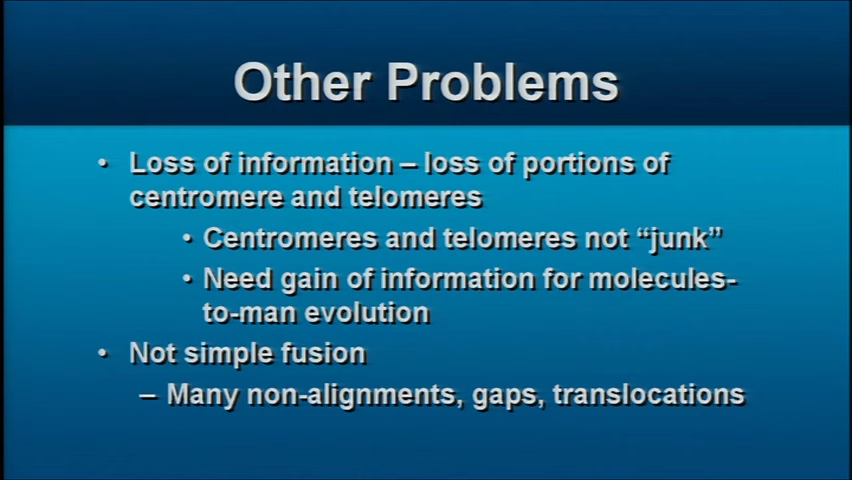 Other Problems
• Loss of information – loss of portions of
centromere and telomeres
• Centromeres and telomeres not “junk”
• Need gain of information for molecules-
to-man evolution
• Not simple fusion
– Many non-alignments, gaps, translocations